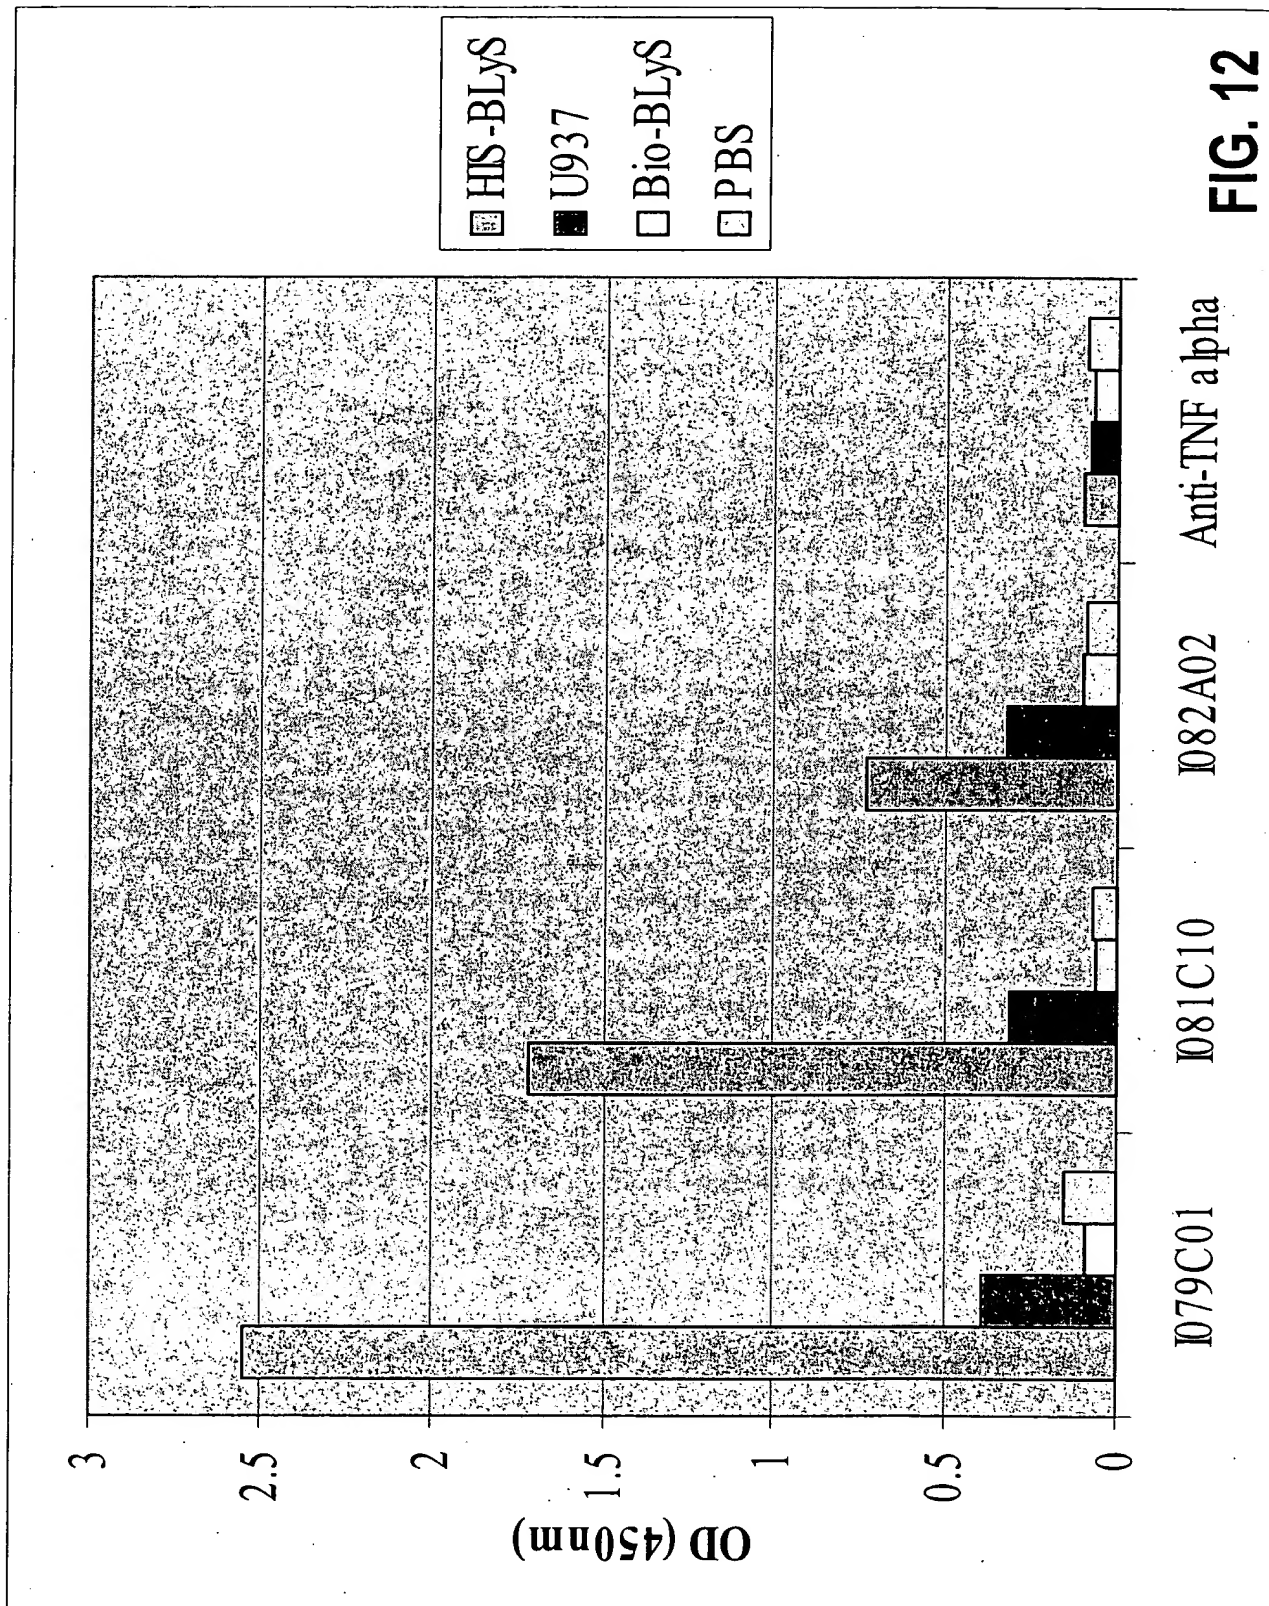 OD (450nm)
3
2.5
2
1.5
1
0.5
0
I079C01
I081C10
I082A02
Anti-TNF alpha
HIS-BLyS
U937
Bio-BLyS
PBS
FIG. 12